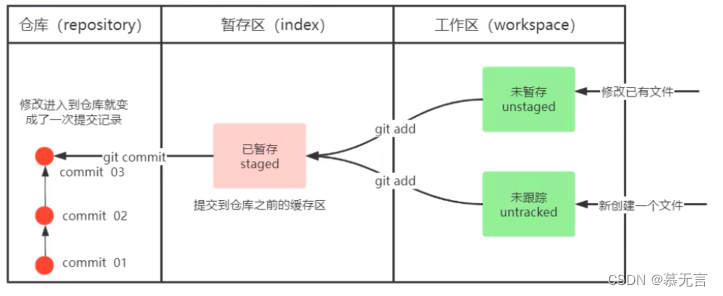 仓库（repository）
暂存区（index）
工作区（workspace）
修改进入到仓库就变
成了一次提交记录
git commit
commit 03
commit 02
commit 01
已暂存
staged
提交到仓库之前的缓存区
git add
git add
未暂存
unstaged
修改已有文件
未跟踪
untracked
新创建一个文件
CSDN @慕无言